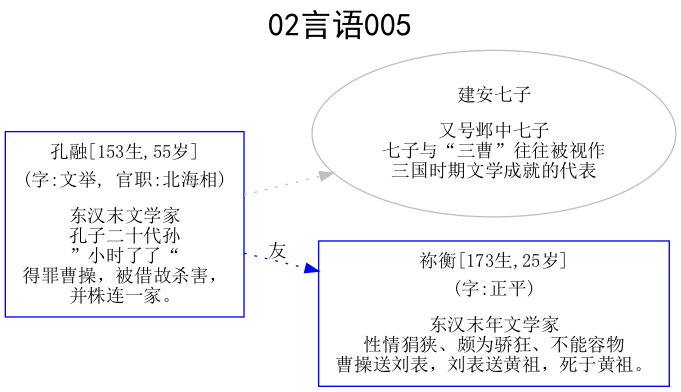 02言语005
建安七子
又号邺中七子
七子与“三曹”往往被视作
三国时期文学成就的代表
孔融[153生,55岁]
(字:文举, 官职:北海相)
东汉末文学家
孔子二十代孙
”小时了了“
得罪曹操，被借故杀害，
并株连一家。
友
祢衡[173生,25岁]
(字:正平)
东汉末年文学家
性情狷狭、颇为骄狂、不能容物
曹操送刘表，刘表送黄祖，死于黄祖。